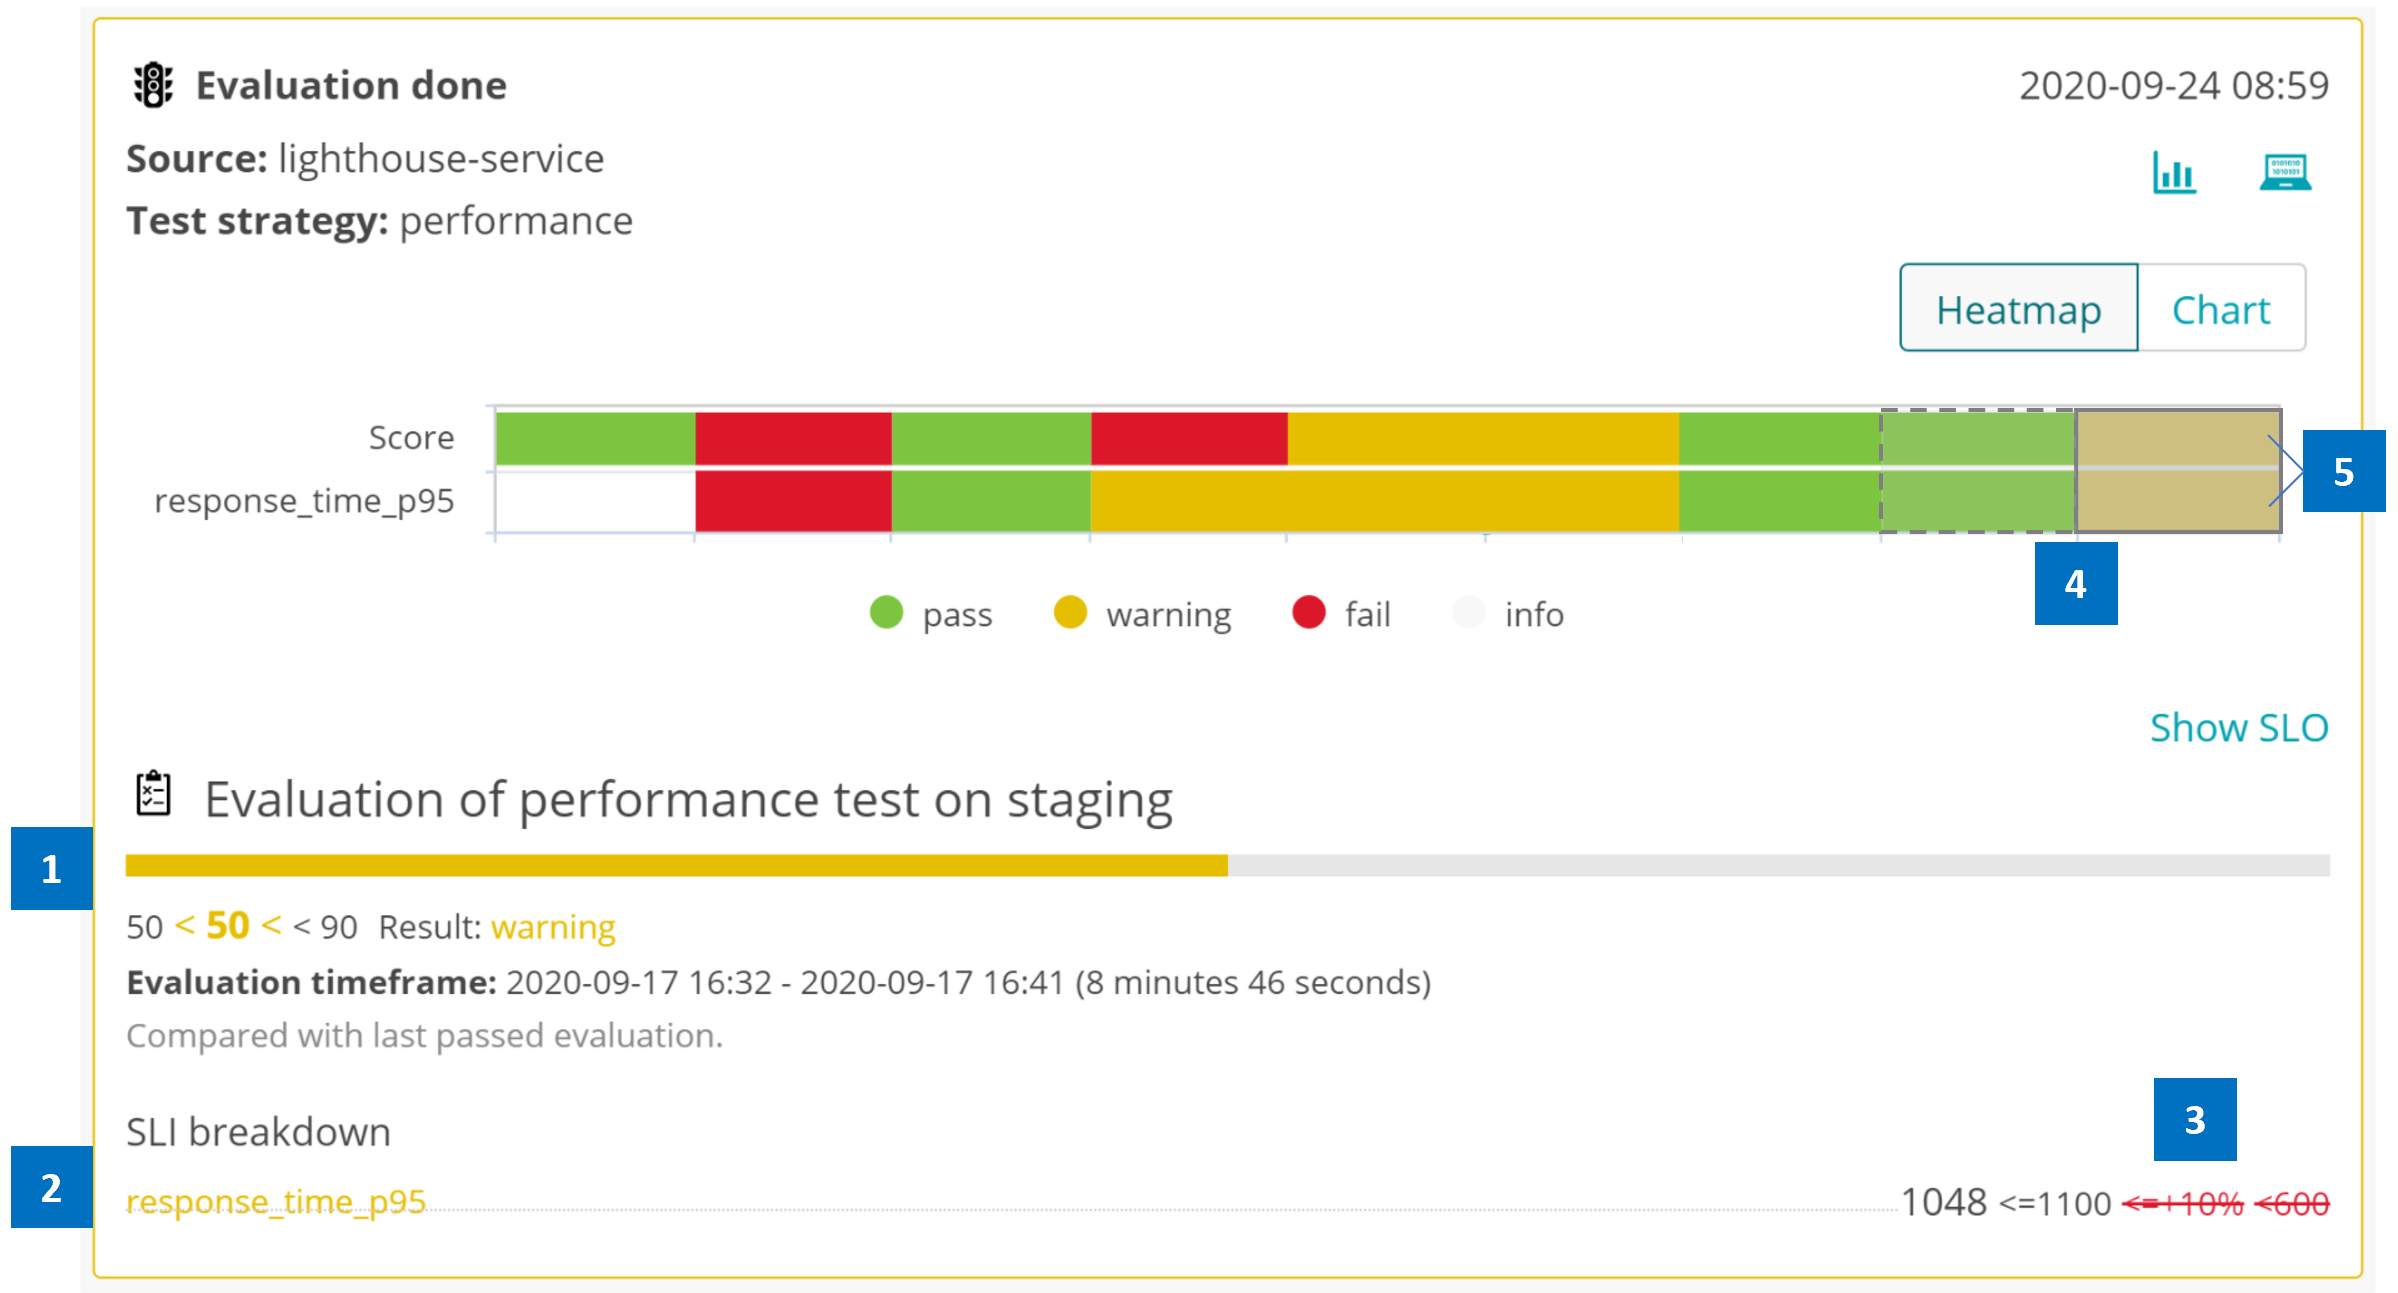 Evaluation done
2020-09-24 08:59
Source: lighthouse-service
Test strategy: performance
Heatmap
Chart
Score
response_time_p95
5
4
pass
warning
fail
info
Show SLO
Evaluation of performance test on staging
1
50 < 50 < < 90 Result: warning
Evaluation timeframe: 2020-09-17 16:32 - 2020-09-17 16:41 (8 minutes 46 seconds)
Compared with last passed evaluation.
3
SLI breakdown
2
response_time_p95
1048 <=1100 <=+10% <600